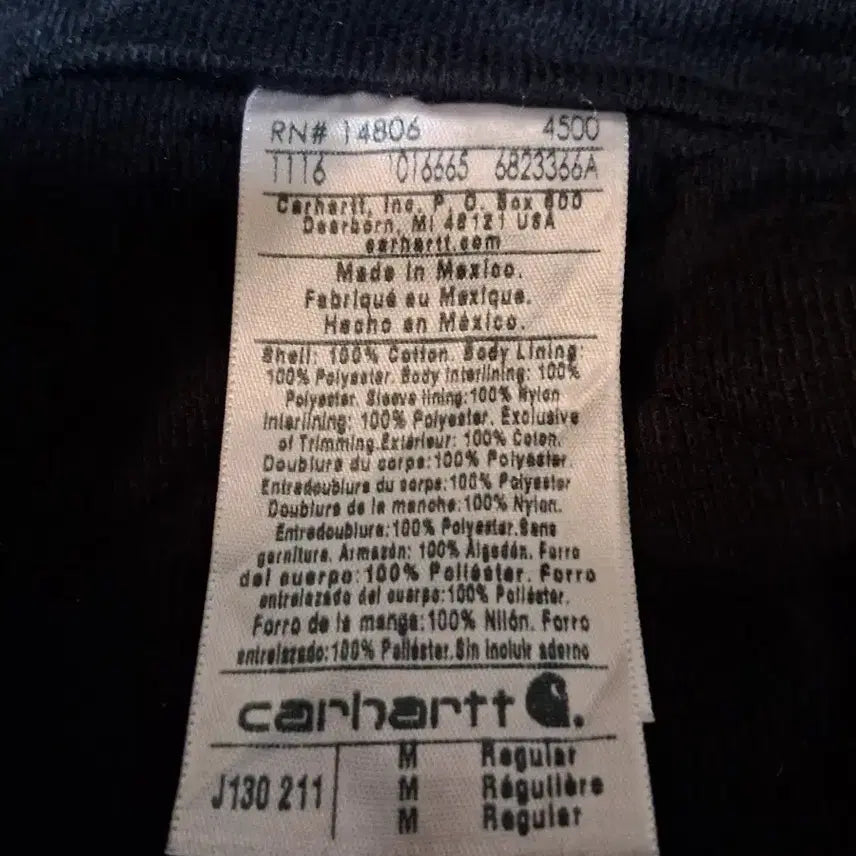 RN# 14806 4500
1116 1016665 6823366A
Carhartt, Inc. P. O. Box 600
Dearborn, MI 48121 USA
carhartt.com
Made in Mexico.
Fabriqué au Mexique.
Hecho en México.
Shell: 100% Cotton. Body Lining:
100% Polyester. Body Interlining: 100%
Polyester. Sleeve lining:100% Nylon
Interlining: 100% Polyester. Exclusive
of Trimming.Extérieur: 100% Coton.
Doublure du corps:100% Polyester.
Entredoublure du corps:100% Polyester
Doublure de la manche:100% Nylon.
Entredoublure:100% Polyester.Sans
garniture. Armazón: 100% Algodón. Forro
del cuerpo:100% Poliéster. Forro
entrelazado del cuerpo:100% Poliéster.
Forro de la manga:100% Nilón. Forro
entrelazado:100% Poliéster.Sin incluir adorno
carhartt
J130 211
M Regular
M Régulière
M Regular